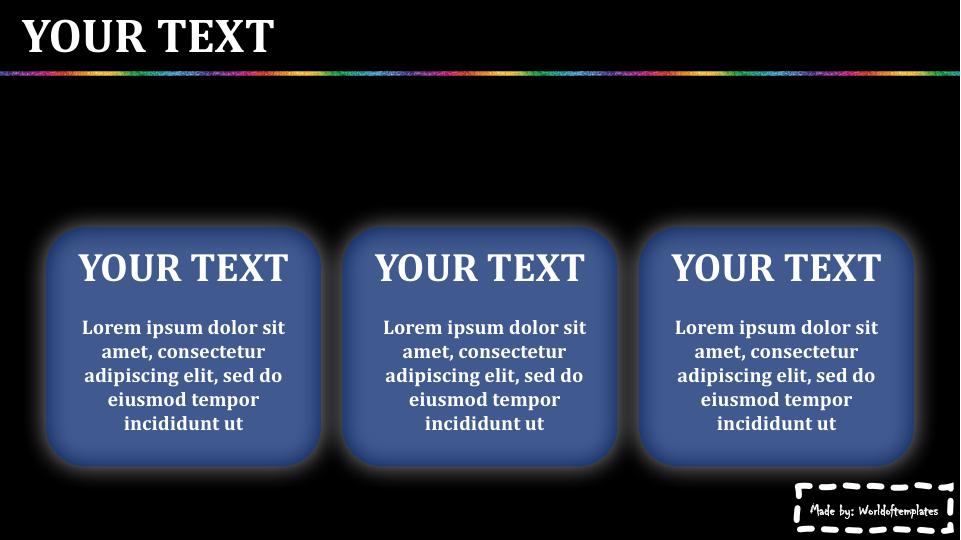 YOUR TEXT
YOUR TEXT
Lorem ipsum dolor sit
amet, consectetur
adipiscing elit, sed do
eiusmod tempor
incididunt ut
YOUR TEXT
Lorem ipsum dolor sit
amet, consectetur
adipiscing elit, sed do
eiusmod tempor
incididunt ut
YOUR TEXT
Lorem ipsum dolor sit
amet, consectetur
adipiscing elit, sed do
eiusmod tempor
incididunt ut
Made by: Worldoftemplates